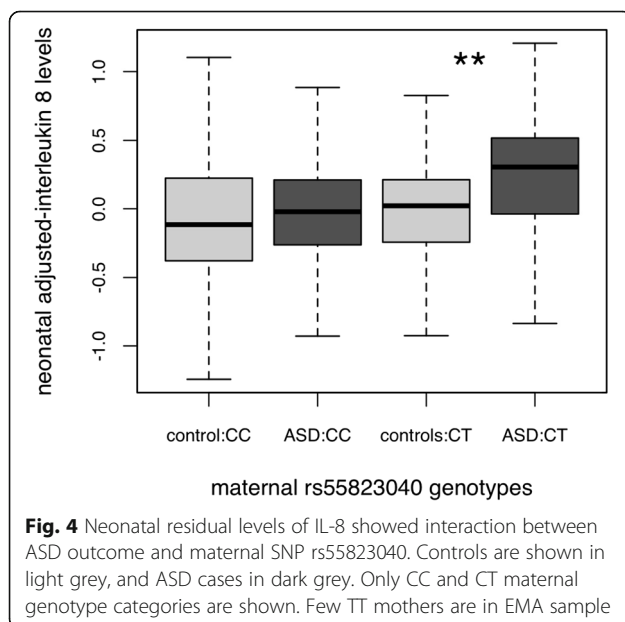 neonatal adjusted-interleukin 8 levels
1.0
0.5
0.0
-0.5
-1.0
**
control:CC ASD:CC controls:CT ASD:CT
maternal rs55823040 genotypes
Fig. 4 Neonatal residual levels of IL-8 showed interaction between
ASD outcome and maternal SNP rs55823040. Controls are shown in
light grey, and ASD cases in dark grey. Only CC and CT maternal
genotype categories are shown. Few TT mothers are in EMA sample